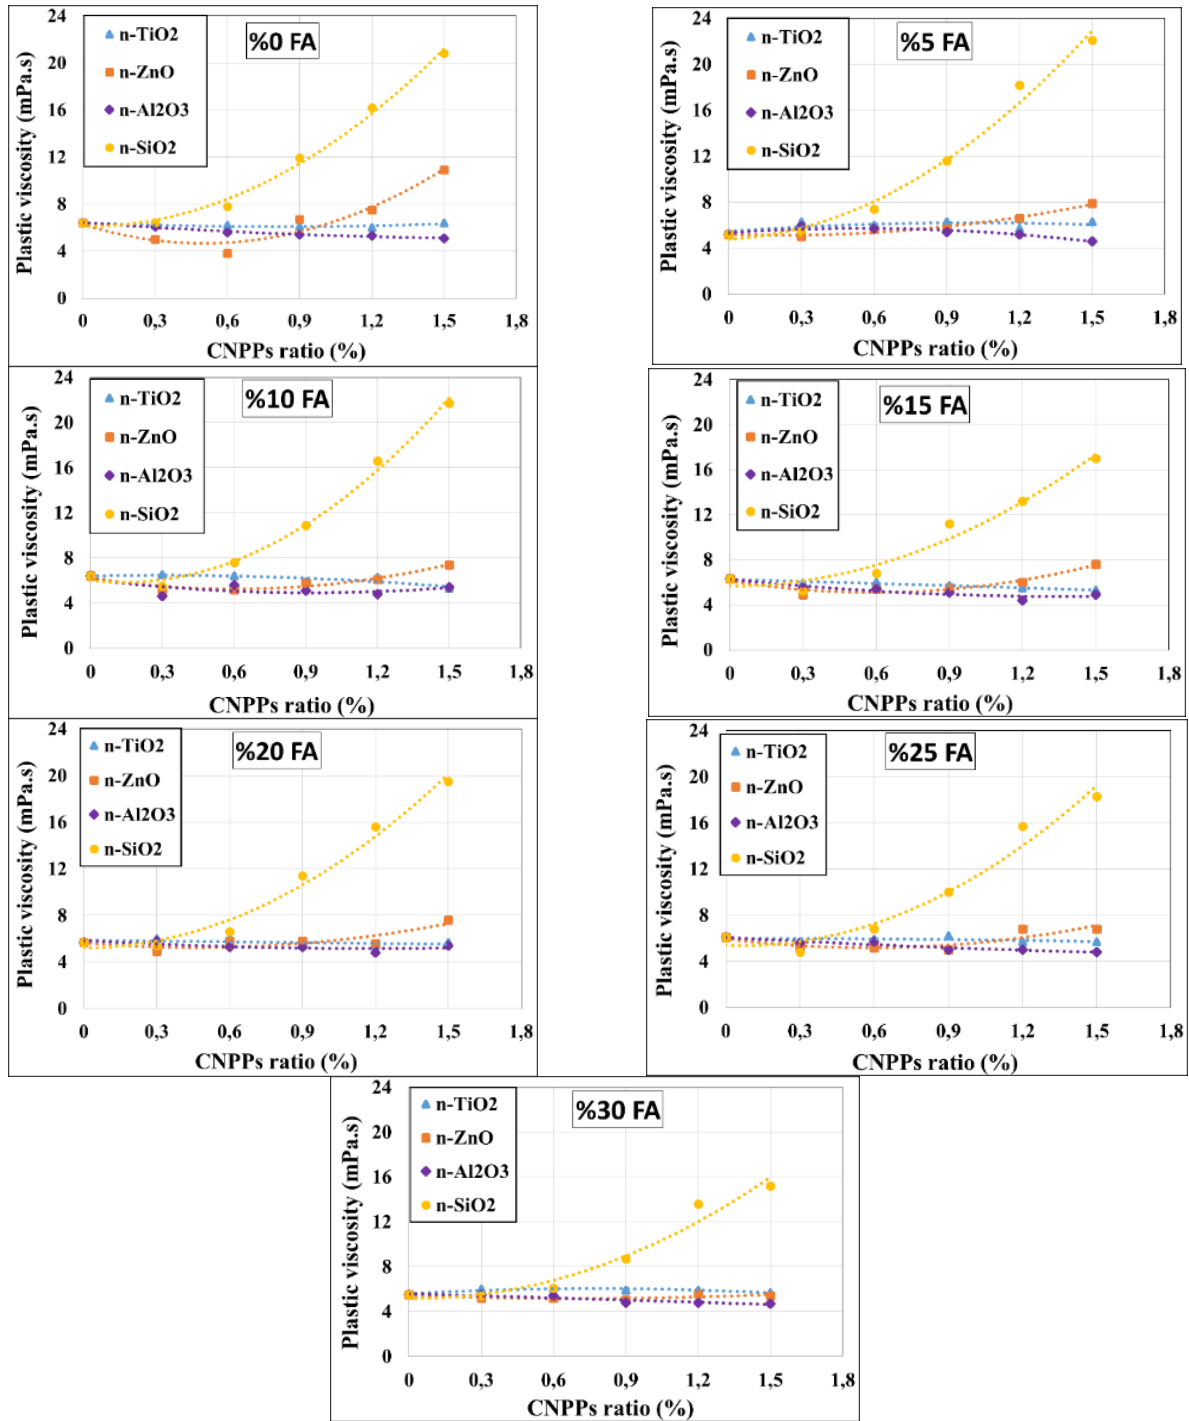 %0 FA
n-TiO2
n-ZnO
n-Al2O3
n-SiO2
Plastic viscosity (mPa.s)
24
20
16
12
8
4
0
0 0,3 0,6 0,9 1,2 1,5 1,8
CNPPs ratio (%)
%5 FA
n-TiO2
n-ZnO
n-Al2O3
n-SiO2
Plastic viscosity (mPa.s)
24
20
16
12
8
4
0
0 0,3 0,6 0,9 1,2 1,5 1,8
CNPPs ratio (%)
%10 FA
n-TiO2
n-ZnO
n-Al2O3
n-SiO2
Plastic viscosity (mPa.s)
24
20
16
12
8
4
0
0 0,3 0,6 0,9 1,2 1,5 1,8
CNPPs ratio (%)
%15 FA
n-TiO2
n-ZnO
n-Al2O3
n-SiO2
Plastic viscosity (mPa.s)
24
20
16
12
8
4
0
0 0,3 0,6 0,9 1,2 1,5 1,8
CNPPs ratio (%)
%20 FA
n-TiO2
n-ZnO
n-Al2O3
n-SiO2
Plastic viscosity (mPa.s)
24
20
16
12
8
4
0
0 0,3 0,6 0,9 1,2 1,5 1,8
CNPPs ratio (%)
%25 FA
n-TiO2
n-ZnO
n-Al2O3
n-SiO2
Plastic viscosity (mPa.s)
24
20
16
12
8
4
0
0 0,3 0,6 0,9 1,2 1,5 1,8
CNPPs ratio (%)
%30 FA
n-TiO2
n-ZnO
n-Al2O3
n-SiO2
Plastic viscosity (mPa.s)
24
20
16
12
8
4
0
0 0,3 0,6 0,9 1,2 1,5 1,8
CNPPs ratio (%)